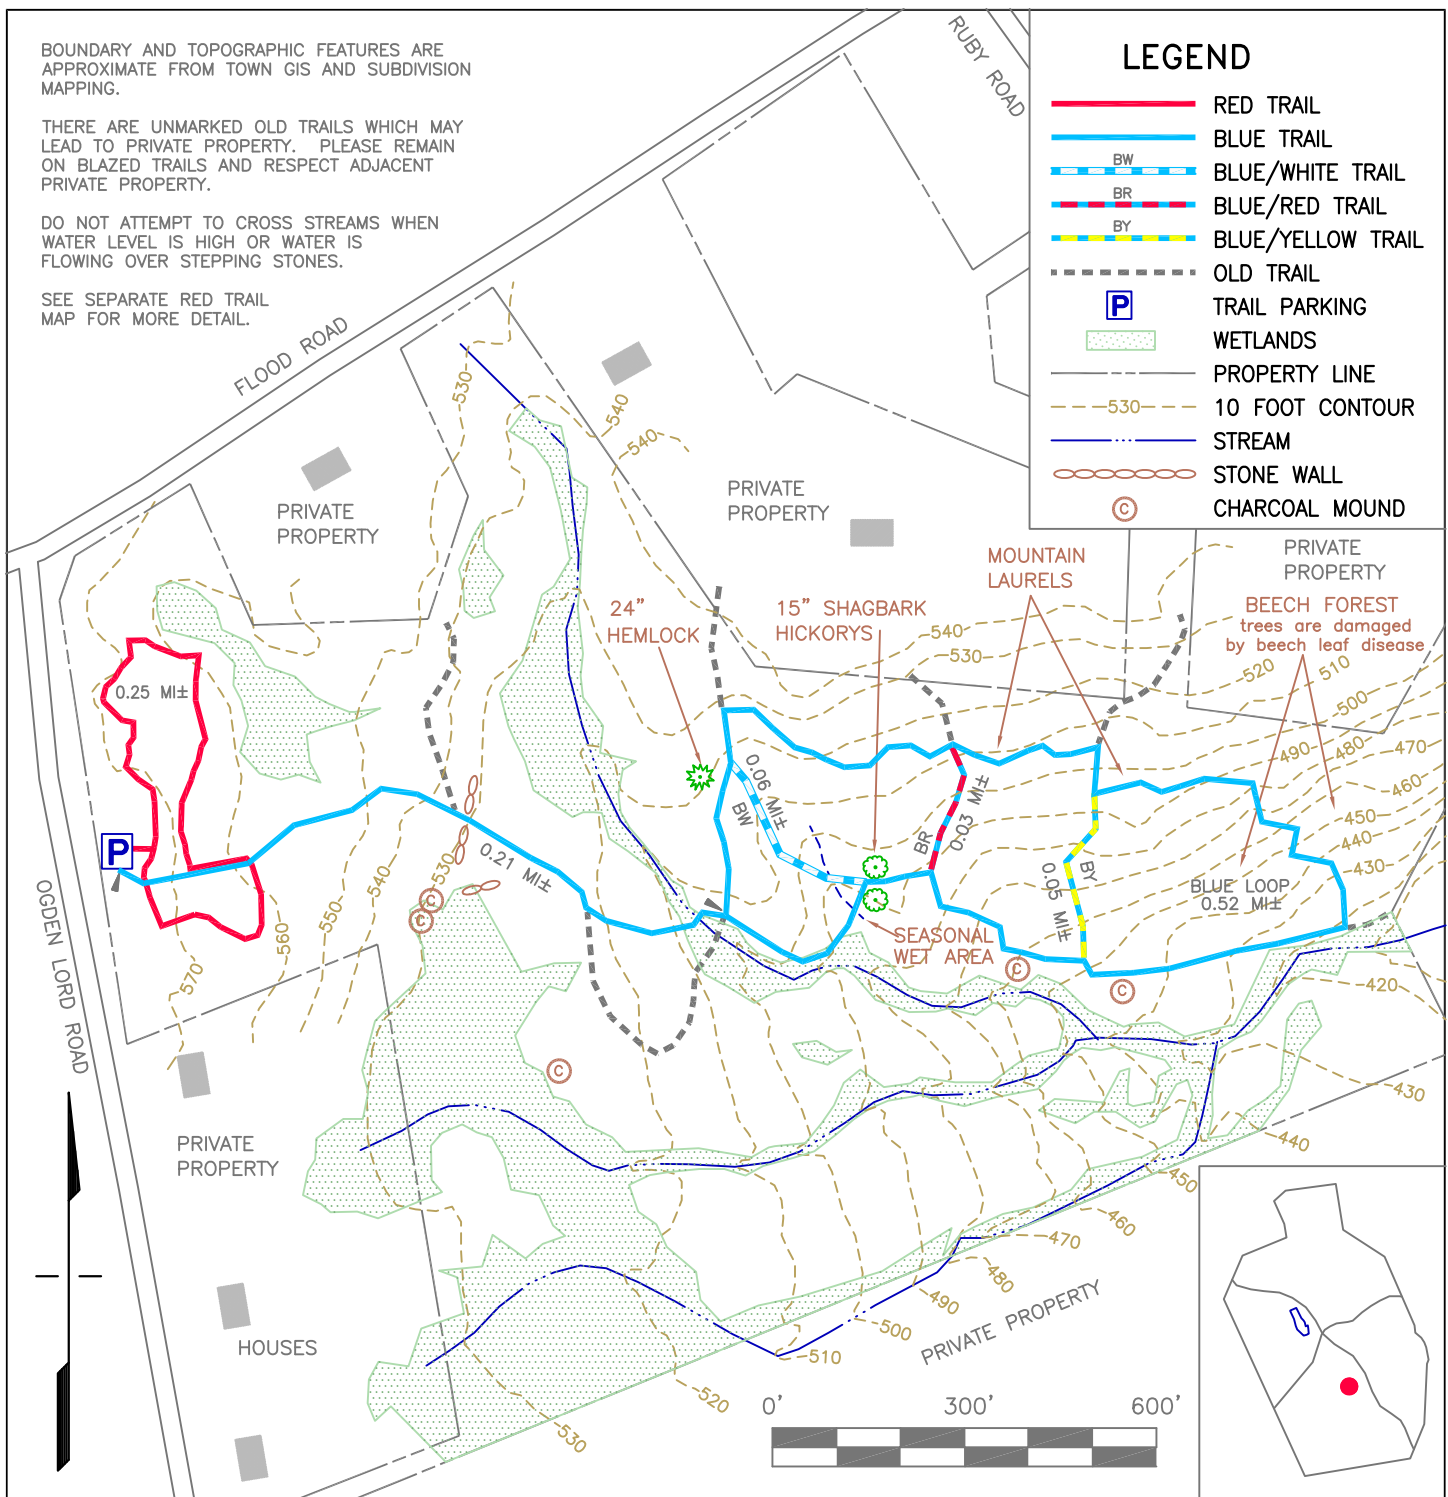 BOUNDARY AND TOPOGRAPHIC FEATURES ARE
APPROXIMATE FROM TOWN GIS AND SUBDIVISION
MAPPING.
THERE ARE UNMARKED OLD TRAILS WHICH MAY
LEAD TO PRIVATE PROPERTY. PLEASE REMAIN
ON BLAZED TRAILS AND RESPECT ADJACENT
PRIVATE PROPERTY.
DO NOT ATTEMPT TO CROSS STREAMS WHEN
WATER LEVEL IS HIGH OR WATER IS
FLOWING OVER STEPPING STONES.
SEE SEPARATE RED TRAIL
MAP FOR MORE DETAIL.
FLOOD ROAD
RUBY ROAD
LEGEND
RED TRAIL
BLUE TRAIL
BW
BLUE/WHITE TRAIL
BR
BLUE/RED TRAIL
BY
BLUE/YELLOW TRAIL
OLD TRAIL
P
TRAIL PARKING
WETLANDS
PROPERTY LINE
530
10 FOOT CONTOUR
STREAM
STONE WALL
C
CHARCOAL MOUND
530
540
540
PRIVATE
PROPERTY
PRIVATE
PROPERTY
PRIVATE
PROPERTY
MOUNTAIN
LAURELS
24"
HEMLOCK
15" SHAGBARK
HICKORYS
BEECH FOREST
trees are damaged
by beech leaf disease
540
530
520
510
500
490
480
470
460
450
440
430
0.25 MI±
0.06 MI±
BW
BR
0.03 MI±
BY
0.05 MI±
BLUE LOOP
0.52 MI±
P
0.21 MI±
530
540
550
560
570
C
C
SEASONAL
WET AREA
C
C
C
420
430
440
450
460
470
480
490
500
510
520
530
OGDEN LORD ROAD
PRIVATE
PROPERTY
HOUSES
PRIVATE PROPERTY
0'
300'
600'